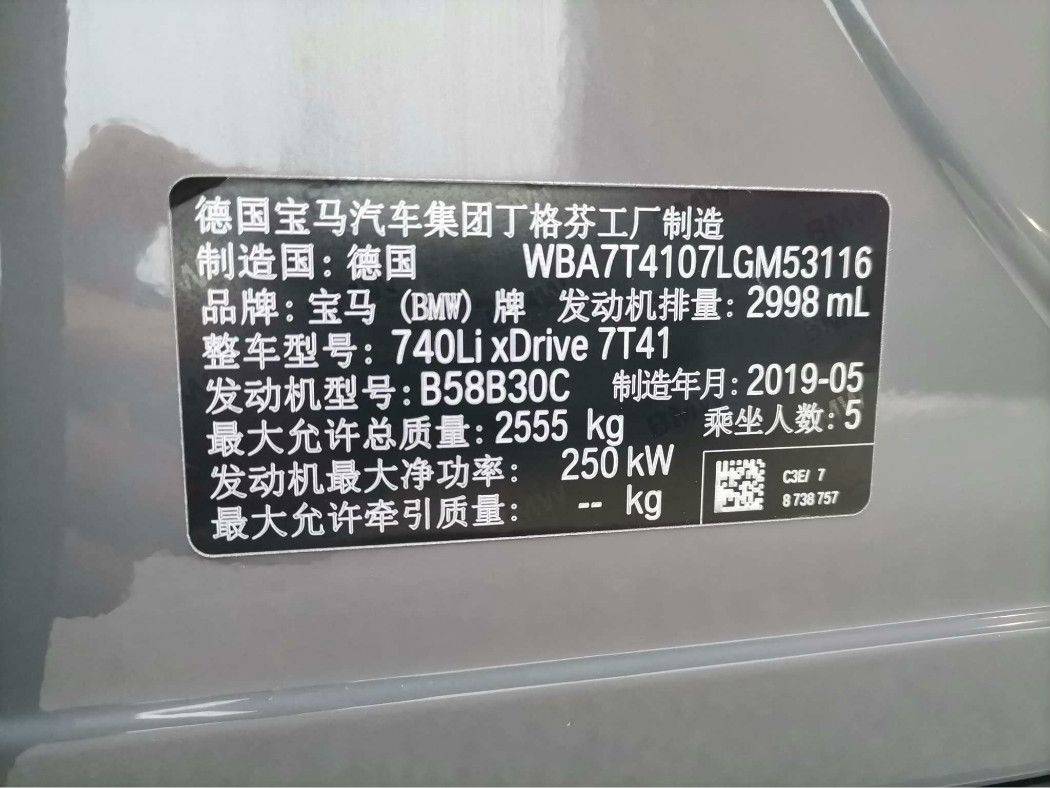 德国宝马汽车集团丁格芬工厂制造
制造国：德国 WBA7T4107LGM53116
品牌：宝马 (BMW) 牌 发动机排量：2998 mL
整车型号：740Li xDrive 7T41
发动机型号：B58B30C 制造年月：2019-05
最大允许总质量：2555 kg 乘坐人数：5
发动机最大净功率： 250 kW
最大允许牵引质量： -- kg
C3E/ 7
8 738 757